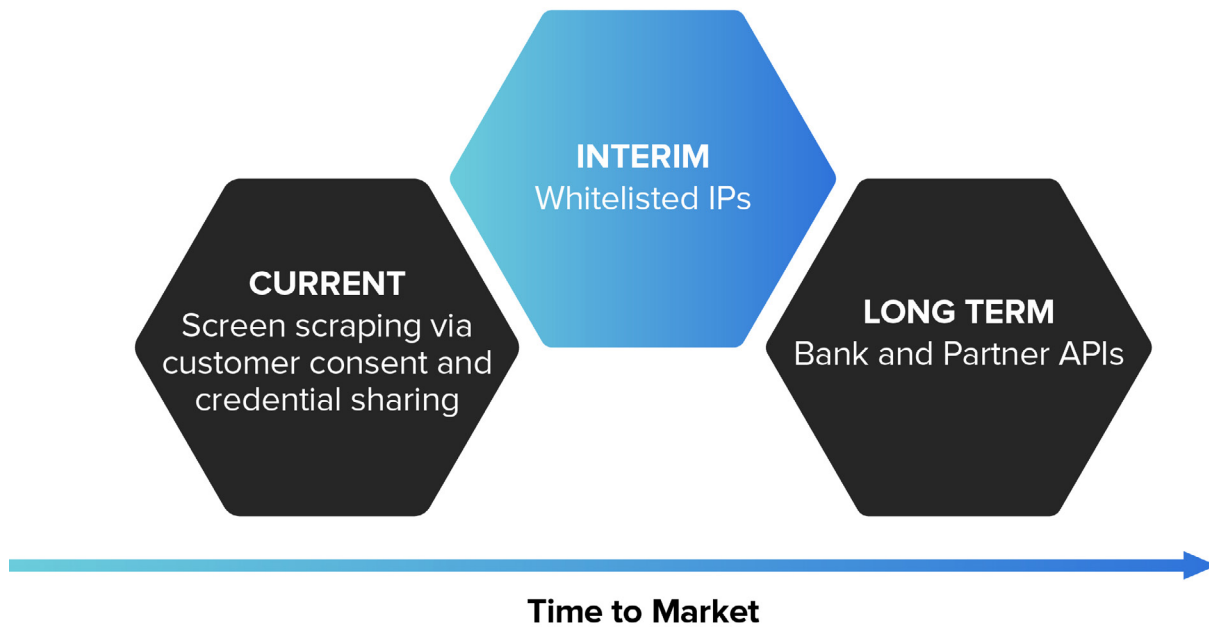 CURRENT
Screen scraping via
customer consent and
credential sharing
INTERIM
Whitelisted IPs
LONG TERM
Bank and Partner APIs
Time to Market